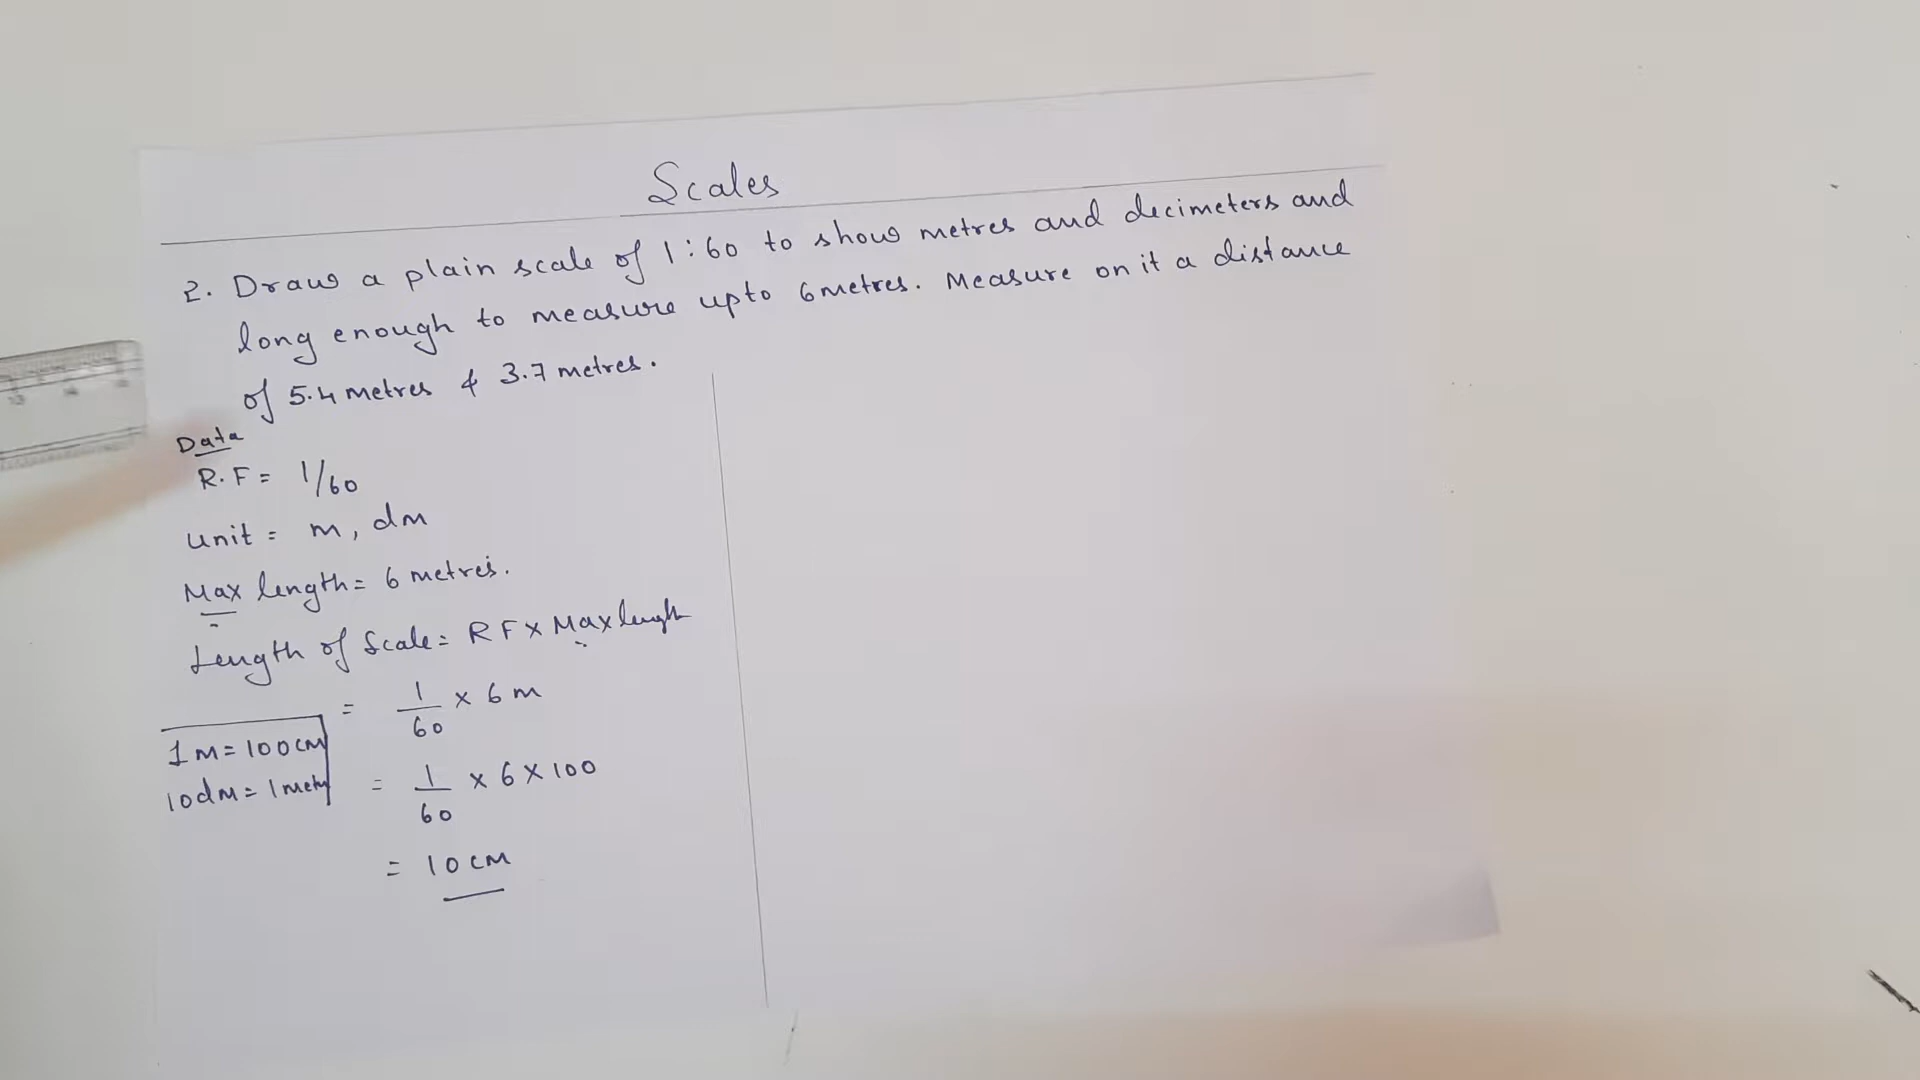 Scales
2. Draw a plain scale of 1:60 to show metres and decimeters and
long enough to measure upto 6 metres. Measure on it a distance
of 5.4 metres & 3.7 metres.
Data
R.F = 1/60
Unit = m, dm
Max length = 6 metres.
Length of Scale = RF x Max length
= 1/60 x 6 m
1 m = 100 cm
= 1/60 x 6 x 100
10 dm = 1 metre
= 10 cm